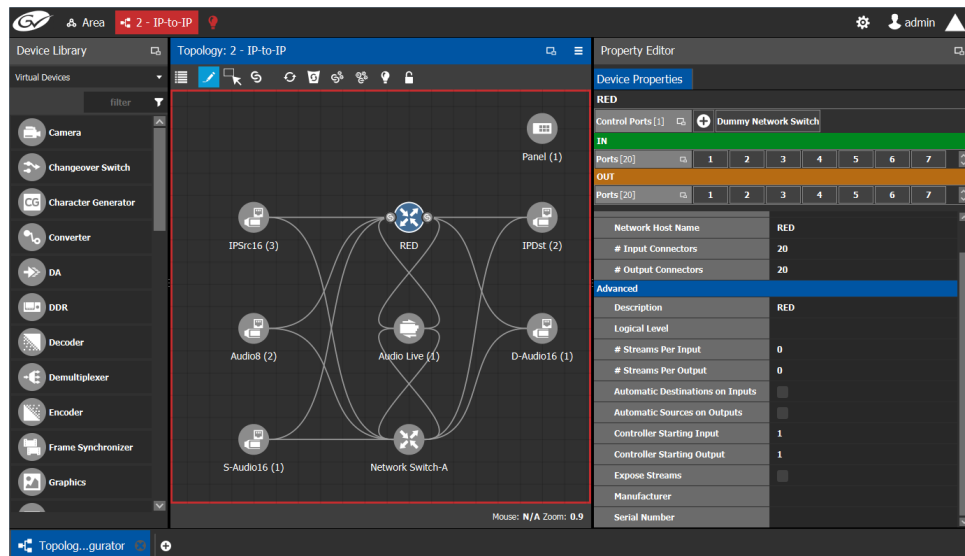 GV Area 2 - IP-to-IP admin
Device Library
Topology: 2 - IP-to-IP
Property Editor
Virtual Devices
filter
Camera
Changeover Switch
CG Character Generator
Converter
DA
DDR
Decoder
Demultiplexer
Encoder
Frame Synchronizer
Graphics
Panel (1)
IPSrc16 (3)
RED
IPDst (2)
Audio8 (2)
Audio Live (1)
D-Audio16 (1)
S-Audio16 (1)
Network Switch-A
Mouse: N/A Zoom: 0.9
Device Properties
RED
Control Ports [1] Dummy Network Switch
IN
Ports [20] 1 2 3 4 5 6 7
OUT
Ports [20] 1 2 3 4 5 6 7
Network Host Name RED
# Input Connectors 20
# Output Connectors 20
Advanced
Description RED
Logical Level
# Streams Per Input 0
# Streams Per Output 0
Automatic Destinations on Inputs
Automatic Sources on Outputs
Controller Starting Input 1
Controller Starting Output 1
Expose Streams
Manufacturer
Serial Number
Topolog...gurator